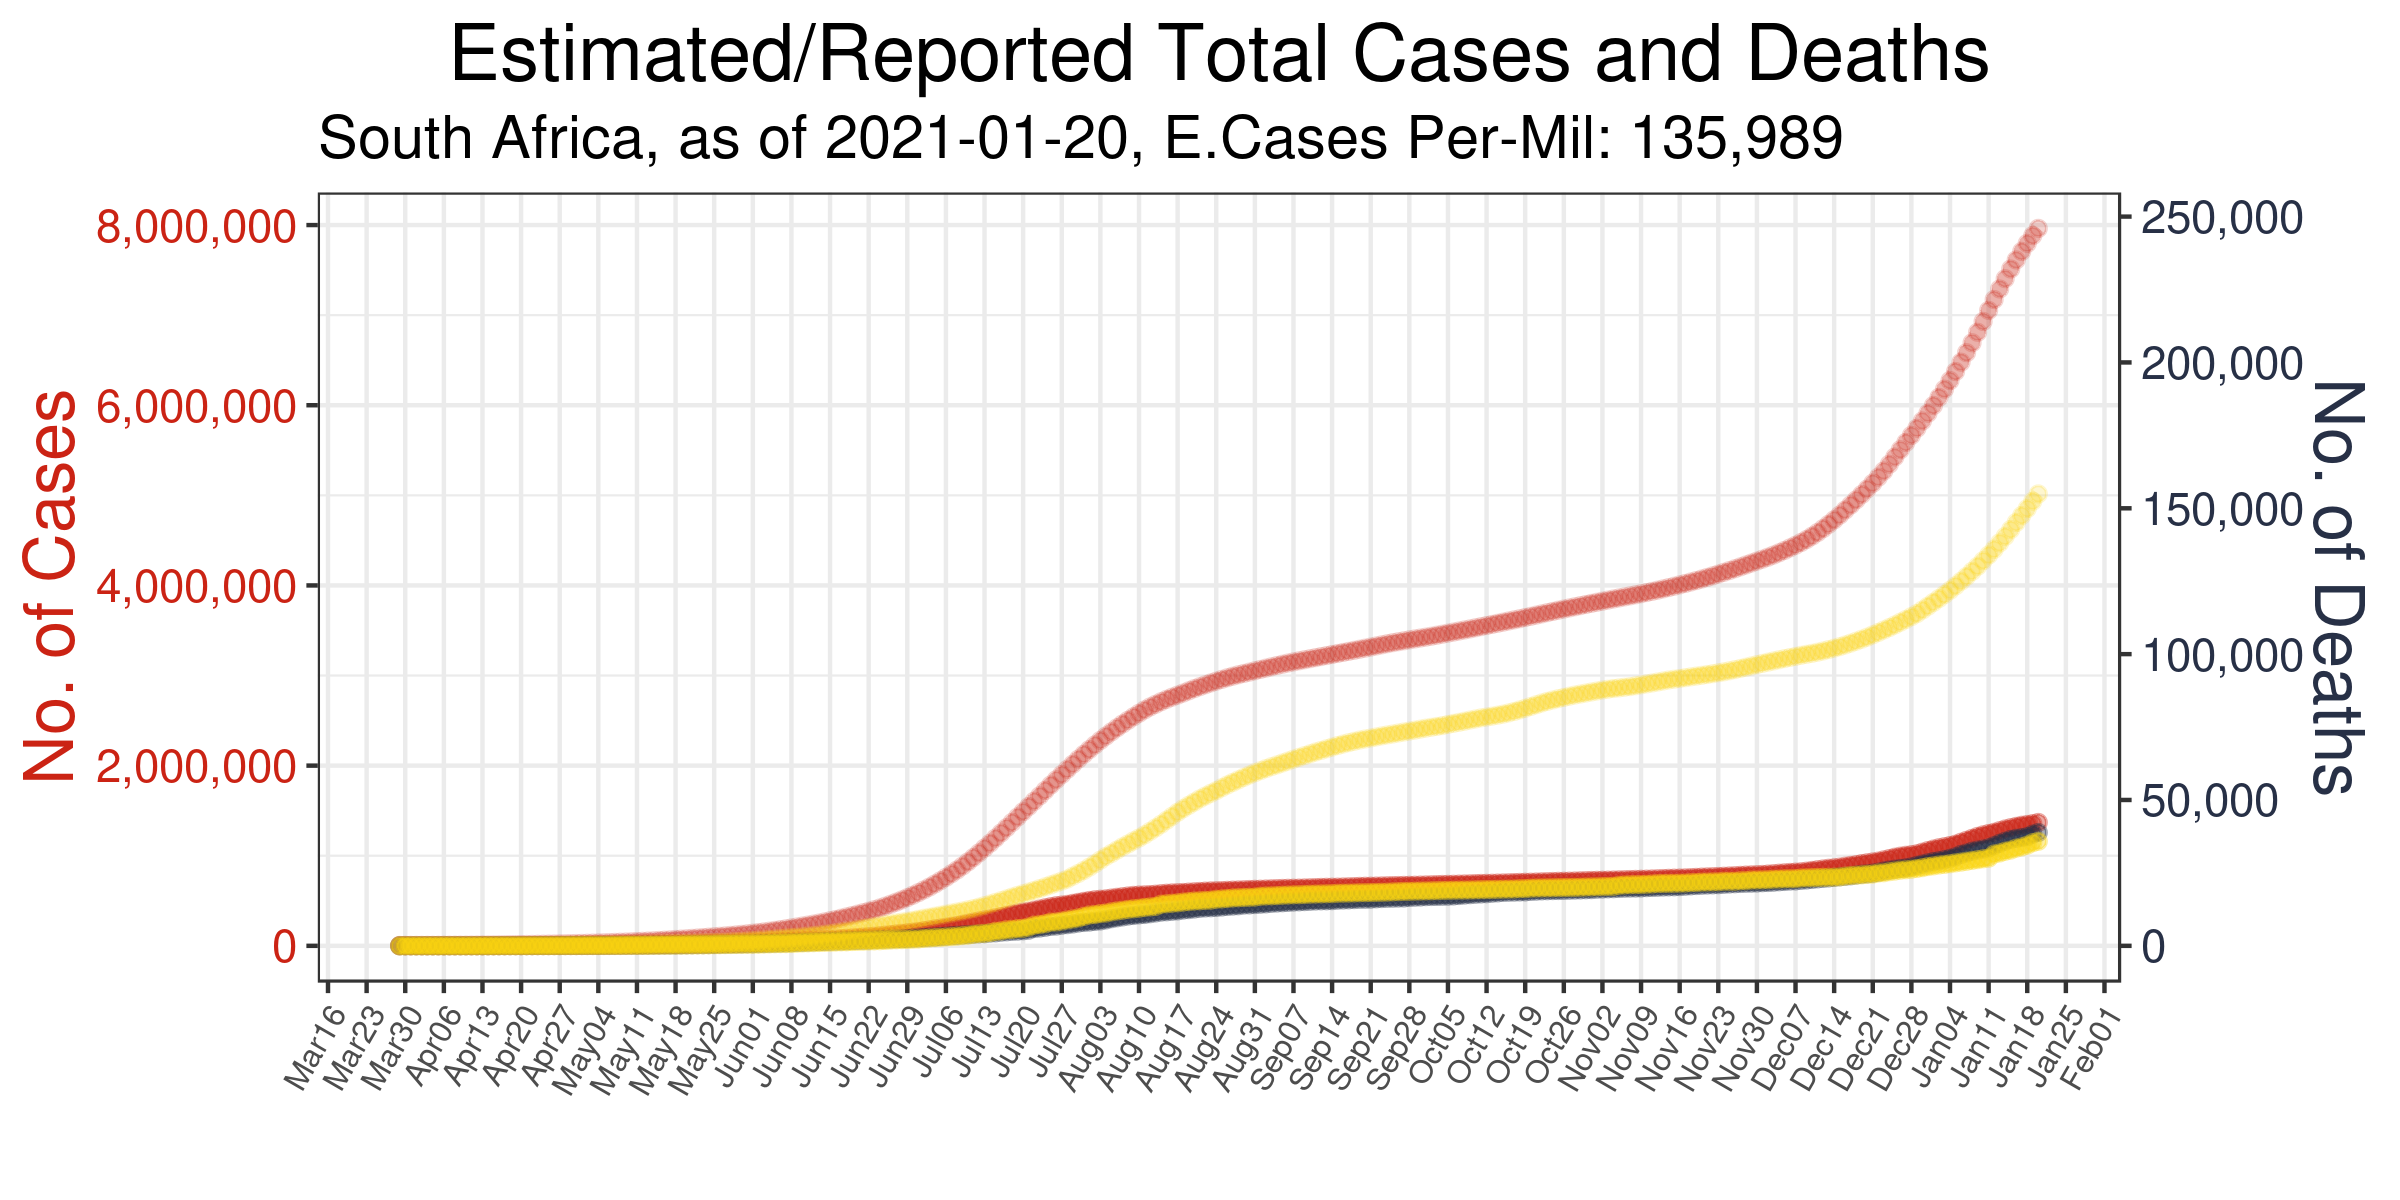 Estimated/Reported Total Cases and Deaths
South Africa, as of 2021-01-20, E.Cases Per-Mil: 135,989
No. of Cases
8,000,000
6,000,000
4,000,000
2,000,000
0
250,000
200,000
150,000
100,000
50,000
0
No. of Deaths
Mar16
Mar23
Mar30
Apr06
Apr13
Apr20
Apr27
May04
May11
May18
May25
Jun01
Jun08
Jun15
Jun22
Jun29
Jul06
Jul13
Jul20
Jul27
Aug03
Aug10
Aug17
Aug24
Aug31
Sep07
Sep14
Sep21
Sep28
Oct05
Oct12
Oct19
Oct26
Nov02
Nov09
Nov16
Nov23
Nov30
Dec07
Dec14
Dec21
Dec28
Jan04
Jan11
Jan18
Jan25
Feb01